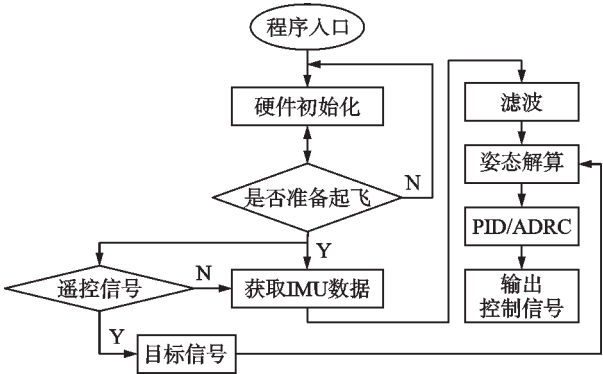 程序入口
硬件初始化
是否准备起飞
N
Y
遥控信号
N
获取IMU数据
Y
目标信号
滤波
姿态解算
PID/ADRC
输出
控制信号